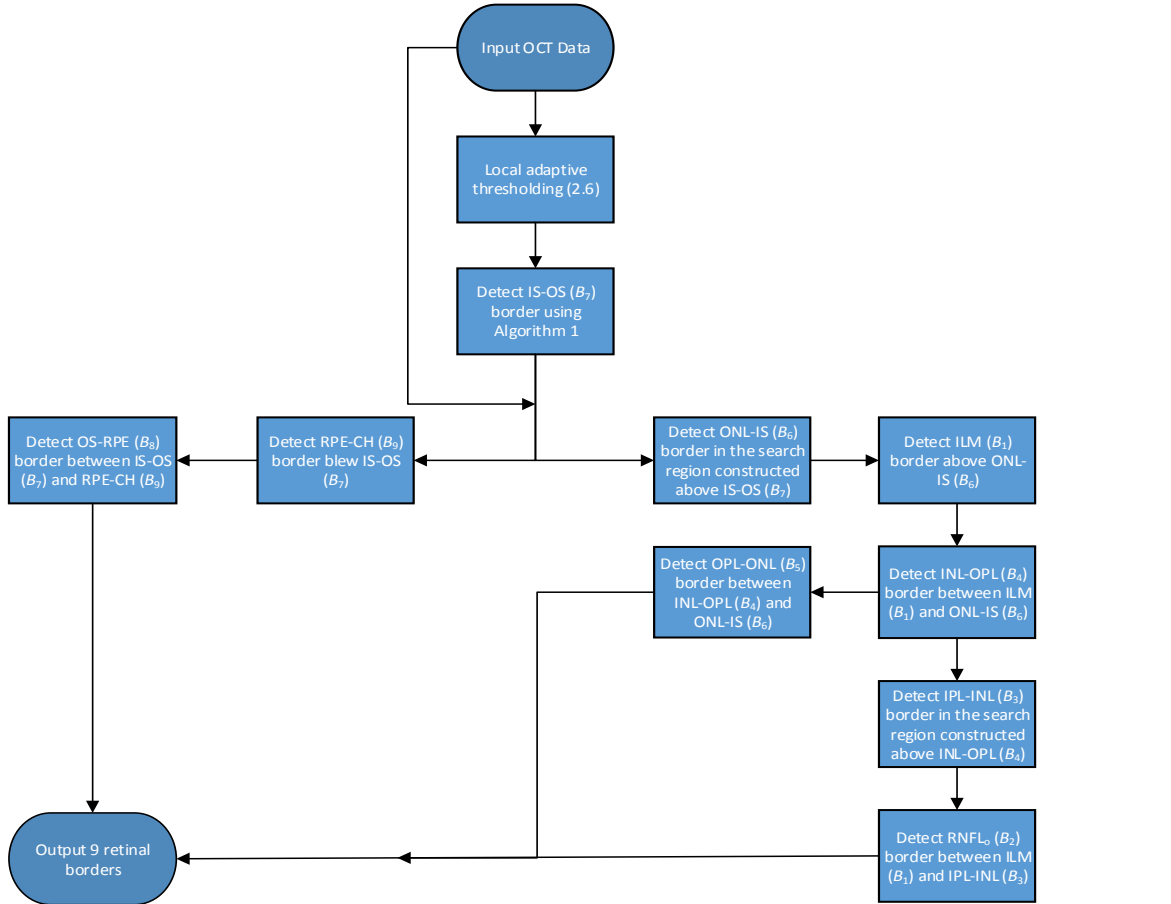 Input OCT Data
Local adaptive
thresholding (2.6)
Detect IS-OS (B₇)
border using
Algorithm 1
Detect OS-RPE (B₈)
border between IS-OS
(B₇) and RPE-CH (B₉)
Detect RPE-CH (B₉)
border blew IS-OS
(B₇)
Detect ONL-IS (B₆)
border in the search
region constructed
above IS-OS (B₇)
Detect ILM (B₁)
border above ONL-
IS (B₆)
Detect OPL-ONL (B₅)
border between
INL-OPL (B₄) and
ONL-IS (B₆)
Detect INL-OPL (B₄)
border between ILM
(B₁) and ONL-IS (B₆)
Detect IPL-INL (B₃)
border in the search
region constructed
above INL-OPL (B₄)
Output 9 retinal
borders
Detect RNFLₒ (B₂)
border between ILM
(B₁) and IPL-INL (B₃)